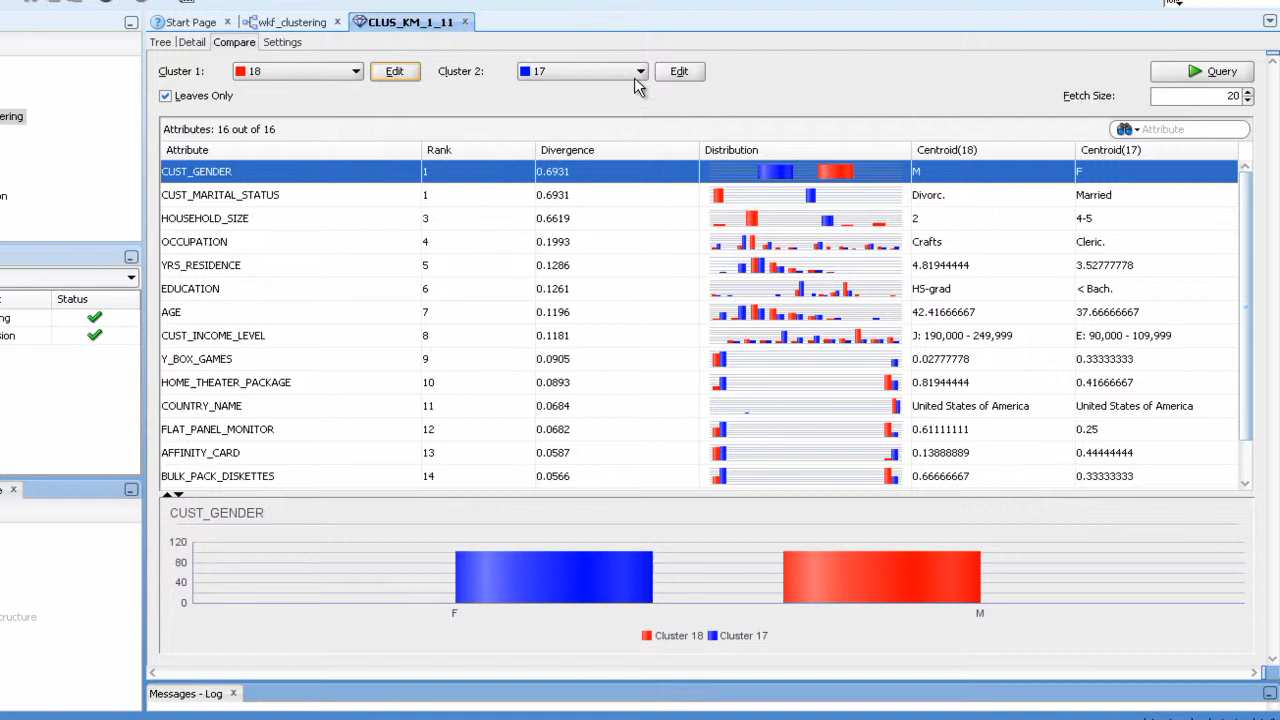 Start Page × wkf_clustering × CLUS_KM_1_11 ×
Tree Detail Compare Settings
Cluster 1: 18 Edit Cluster 2: 17 Edit Query
Leaves Only Fetch Size: 20
Attributes: 16 out of 16 Attribute
Attribute Rank Divergence Distribution Centroid(18) Centroid(17)
CUST_GENDER 1 0.6931 M F
CUST_MARITAL_STATUS 1 0.6931 Divorc. Married
HOUSEHOLD_SIZE 3 0.6619 2 4-5
OCCUPATION 4 0.1993 Crafts Cleric.
YRS_RESIDENCE 5 0.1286 4.81944444 3.52777778
EDUCATION 6 0.1261 HS-grad < Bach.
AGE 7 0.1196 42.41666667 37.66666667
CUST_INCOME_LEVEL 8 0.1181 J: 190,000 - 249,999 E: 90,000 - 109,999
Y_BOX_GAMES 9 0.0905 0.02777778 0.33333333
HOME_THEATER_PACKAGE 10 0.0893 0.81944444 0.41666667
COUNTRY_NAME 11 0.0684 United States of America United States of America
FLAT_PANEL_MONITOR 12 0.0682 0.61111111 0.25
AFFINITY_CARD 13 0.0587 0.13888889 0.44444444
BULK_PACK_DISKETTES 14 0.0566 0.66666667 0.33333333
CUST_GENDER
120
80
40
0
F M
Cluster 18 Cluster 17
Messages - Log ×
ering
n
Status
ng
sion
tructure